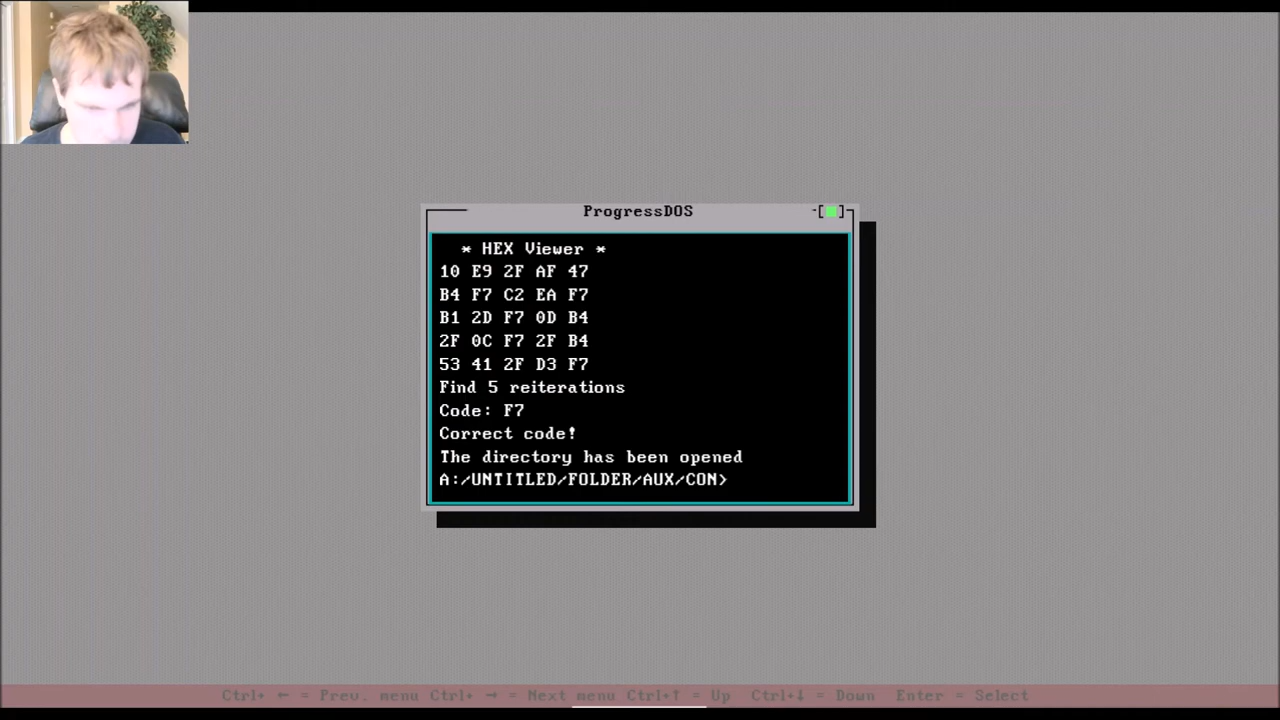 ProgressDOS
[■]
* HEX Viewer *
10 E9 2F AF 47
B4 F7 C2 EA F7
B1 2D F7 0D B4
2F 0C F7 2F B4
53 41 2F D3 F7
Find 5 reiterations
Code: F7
Correct code!
The directory has been opened
A:/UNTITLED/FOLDER/AUX/CON>
Ctrl+ ← = Prev. menu Ctrl+ → = Next menu Ctrl+↑ = Up Ctrl+↓ = Down Enter = Select